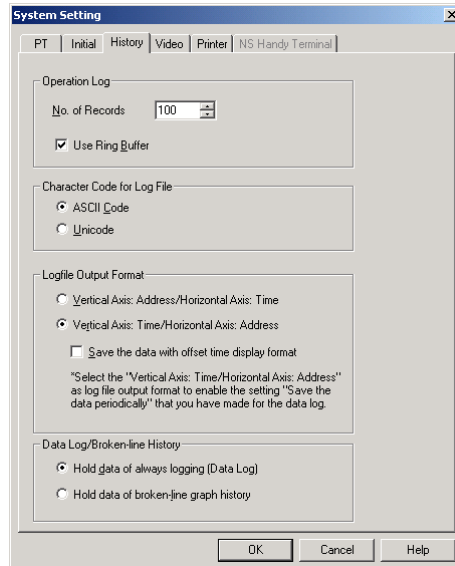 System Setting
PT Initial History Video Printer NS Handy Terminal
Operation Log
No. of Records 100
Use Ring Buffer
Character Code for Log File
ASCII Code
Unicode
Logfile Output Format
Vertical Axis: Address/Horizontal Axis: Time
Vertical Axis: Time/Horizontal Axis: Address
Save the data with offset time display format
*Select the "Vertical Axis: Time/Horizontal Axis: Address"
as log file output format to enable the setting "Save the
data periodically" that you have made for the data log.
Data Log/Broken-line History
Hold data of always logging (Data Log)
Hold data of broken-line graph history
OK Cancel Help